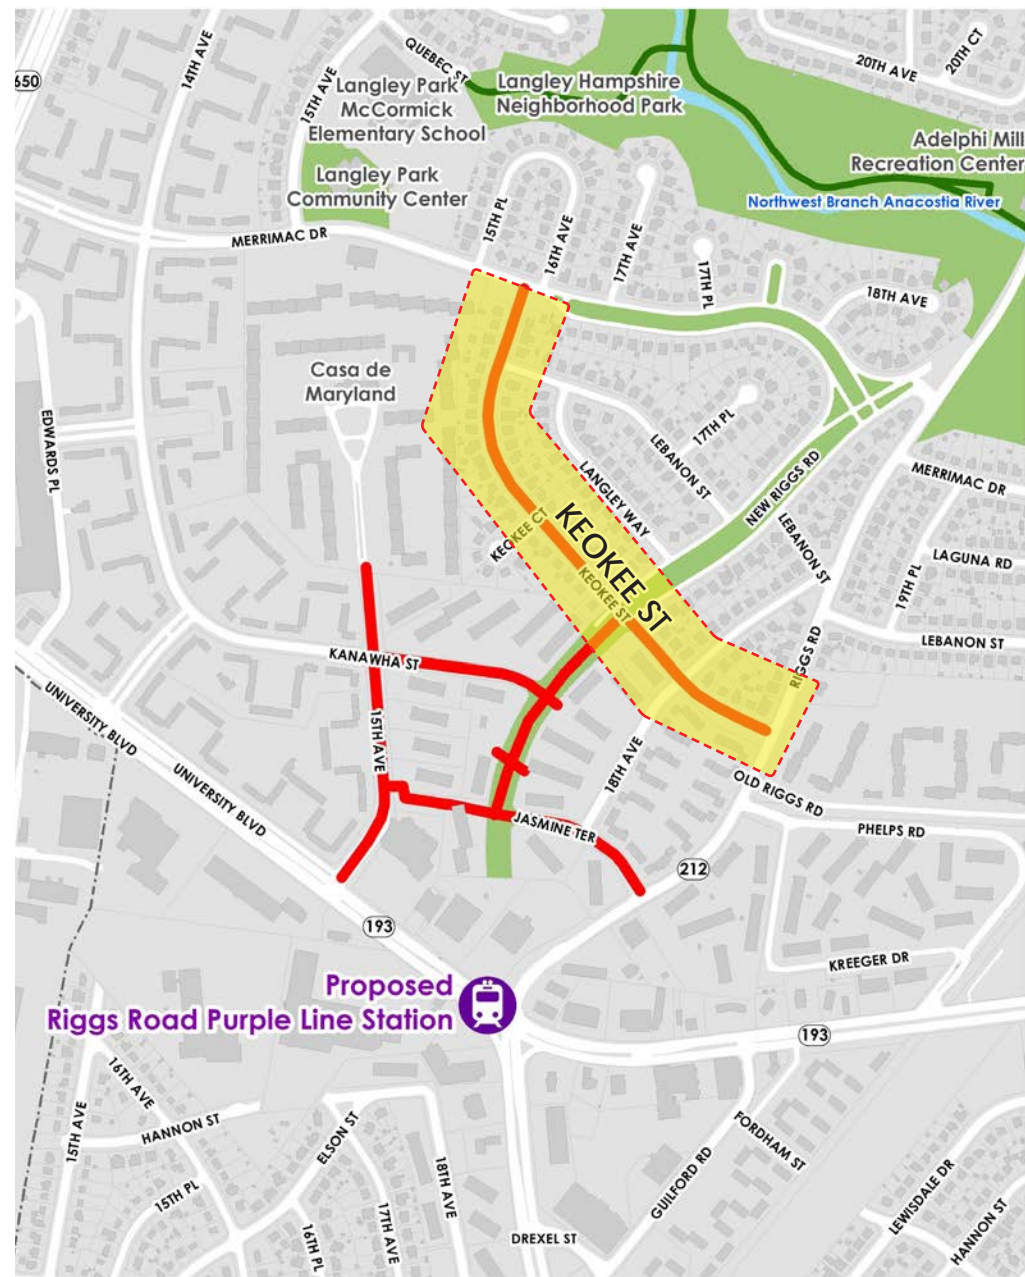 650
14TH AVE
15TH AVE
QUEBEC ST
Langley Park
McCormick
Elementary School
Langley Hampshire
Neighborhood Park
20TH AVE
20TH CT
Adelphi Mill
Recreation Center
Northwest Branch Anacostia River
Langley Park
Community Center
MERRIMAC DR
15TH PL
16TH AVE
17TH AVE
17TH PL
18TH AVE
Casa de
Maryland
EDWARDS PL
17TH PL
LEBANON ST
LANGLEY WAY
NEW RIGGS RD
MERRIMAC DR
KEOKEE CT
KEOKEE ST
KEOKEE ST
LEBANON ST
LAGUNA RD
19TH PL
LEBANON ST
RIGGS RD
KANAWHA ST
UNIVERSITY BLVD
15TH AVE
UNIVERSITY BLVD
18TH AVE
OLD RIGGS RD
PHELPS RD
JASMINE TER
212
193
KREEGER DR
Proposed
Riggs Road Purple Line Station
193
16TH AVE
15TH AVE
HANNON ST
ELSON ST
15TH PL
16TH PL
17TH AVE
18TH AVE
DREXEL ST
GUILFORD RD
FORDHAM ST
LEWISDALE DR
HANNON ST